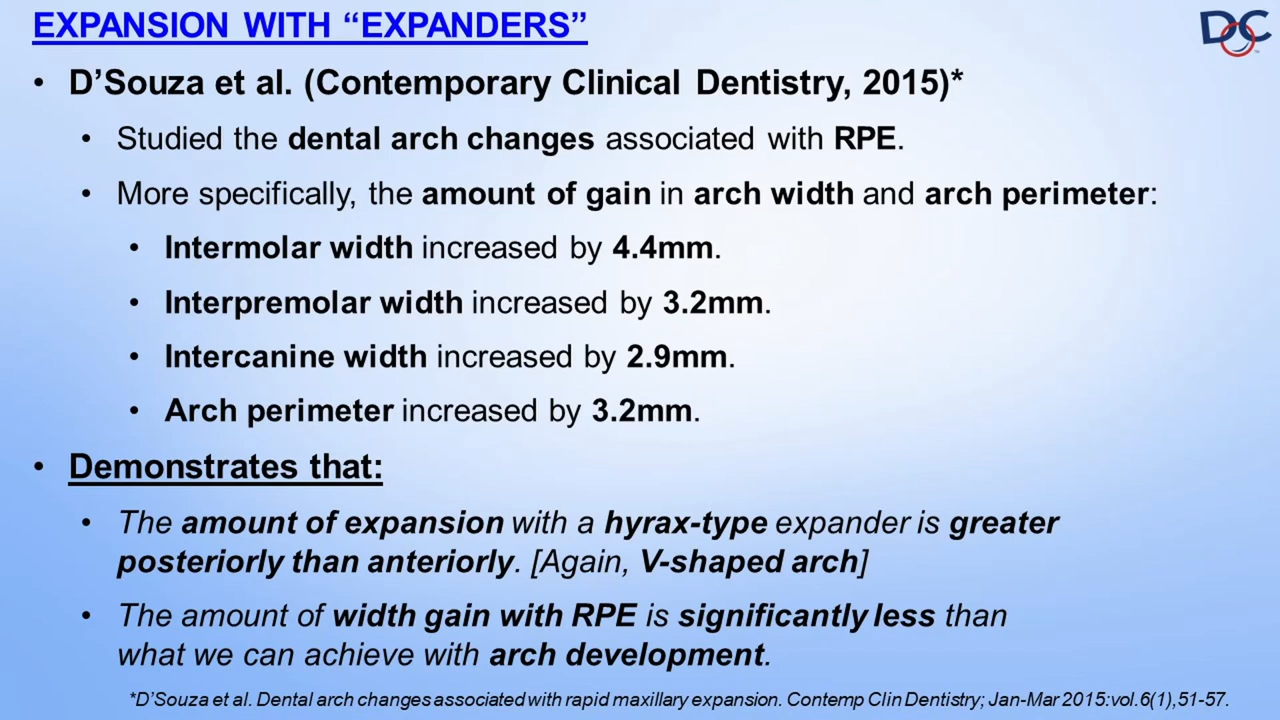 EXPANSION WITH “EXPANDERS”
DOC
• D’Souza et al. (Contemporary Clinical Dentistry, 2015)*
• Studied the dental arch changes associated with RPE.
• More specifically, the amount of gain in arch width and arch perimeter:
• Intermolar width increased by 4.4mm.
• Interpremolar width increased by 3.2mm.
• Intercanine width increased by 2.9mm.
• Arch perimeter increased by 3.2mm.
• Demonstrates that:
• The amount of expansion with a hyrax-type expander is greater
posteriorly than anteriorly. [Again, V-shaped arch]
• The amount of width gain with RPE is significantly less than
what we can achieve with arch development.
*D’Souza et al. Dental arch changes associated with rapid maxillary expansion. Contemp Clin Dentistry; Jan-Mar 2015:vol.6(1),51-57.